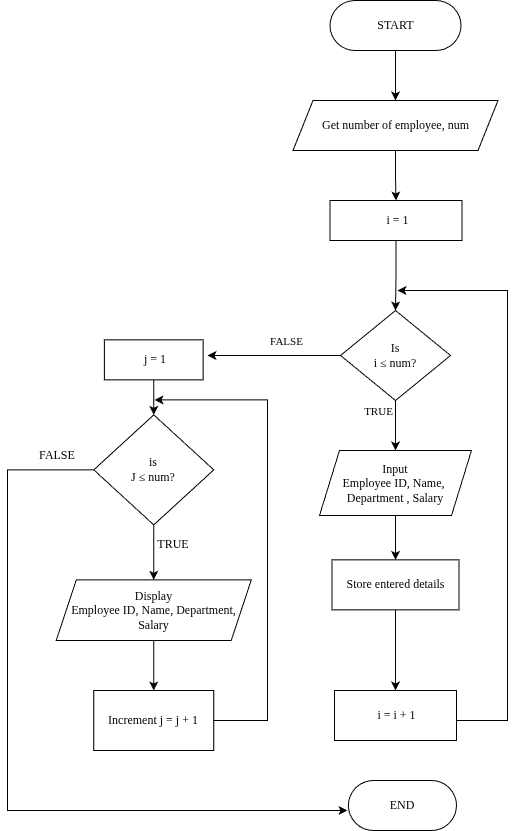 START
Get number of employee, num
i = 1
Is
i ≤ num?
FALSE
TRUE
Input
Employee ID, Name,
Department , Salary
Store entered details
i = i + 1
j = 1
is
J ≤ num?
FALSE
TRUE
Display
Employee ID, Name, Department,
Salary
Increment j = j + 1
END